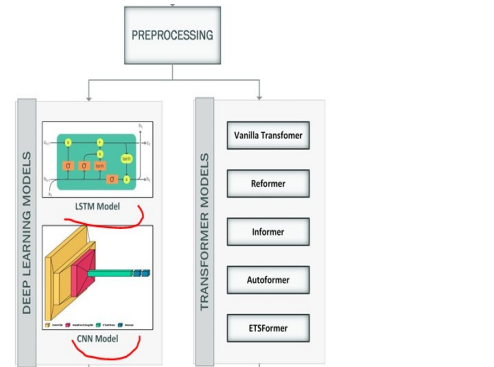 PREPROCESSING
DEEP LEARNING MODELS
LSTM Model
CNN Model
TRANSFORMER MODELS
Vanilla Transfomer
Reformer
Informer
Autoformer
ETSFormer